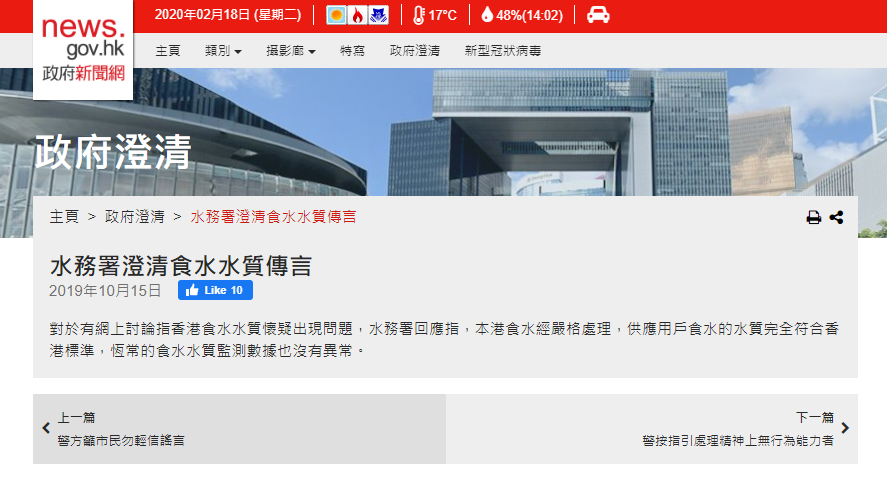 2020年02月18日 (星期二)
17°C
48%(14:02)
news.
gov.hk
政府新聞網
主頁
類別
攝影廊
特寫
政府澄清
新型冠狀病毒
政府澄清
主頁 > 政府澄清 > 水務署澄清食水水質傳言
水務署澄清食水水質傳言
2019年10月15日
Like 10
對於有網上討論指香港食水水質懷疑出現問題，水務署回應指，本港食水經嚴格處理，供應用戶食水的水質完全符合香
港標準，恆常的食水水質監測數據也沒有異常。
上一篇
警方籲市民勿輕信謠言
下一篇
警按指引處理精神上無行為能力者